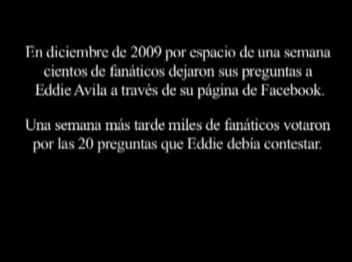 En diciembre de 2009 por espacio de una semana
cientos de fanáticos dejaron sus preguntas a
Eddie Avila a través de su página de Facebook.
Una semana más tarde miles de fanáticos votaron
por las 20 preguntas que Eddie debía contestar.